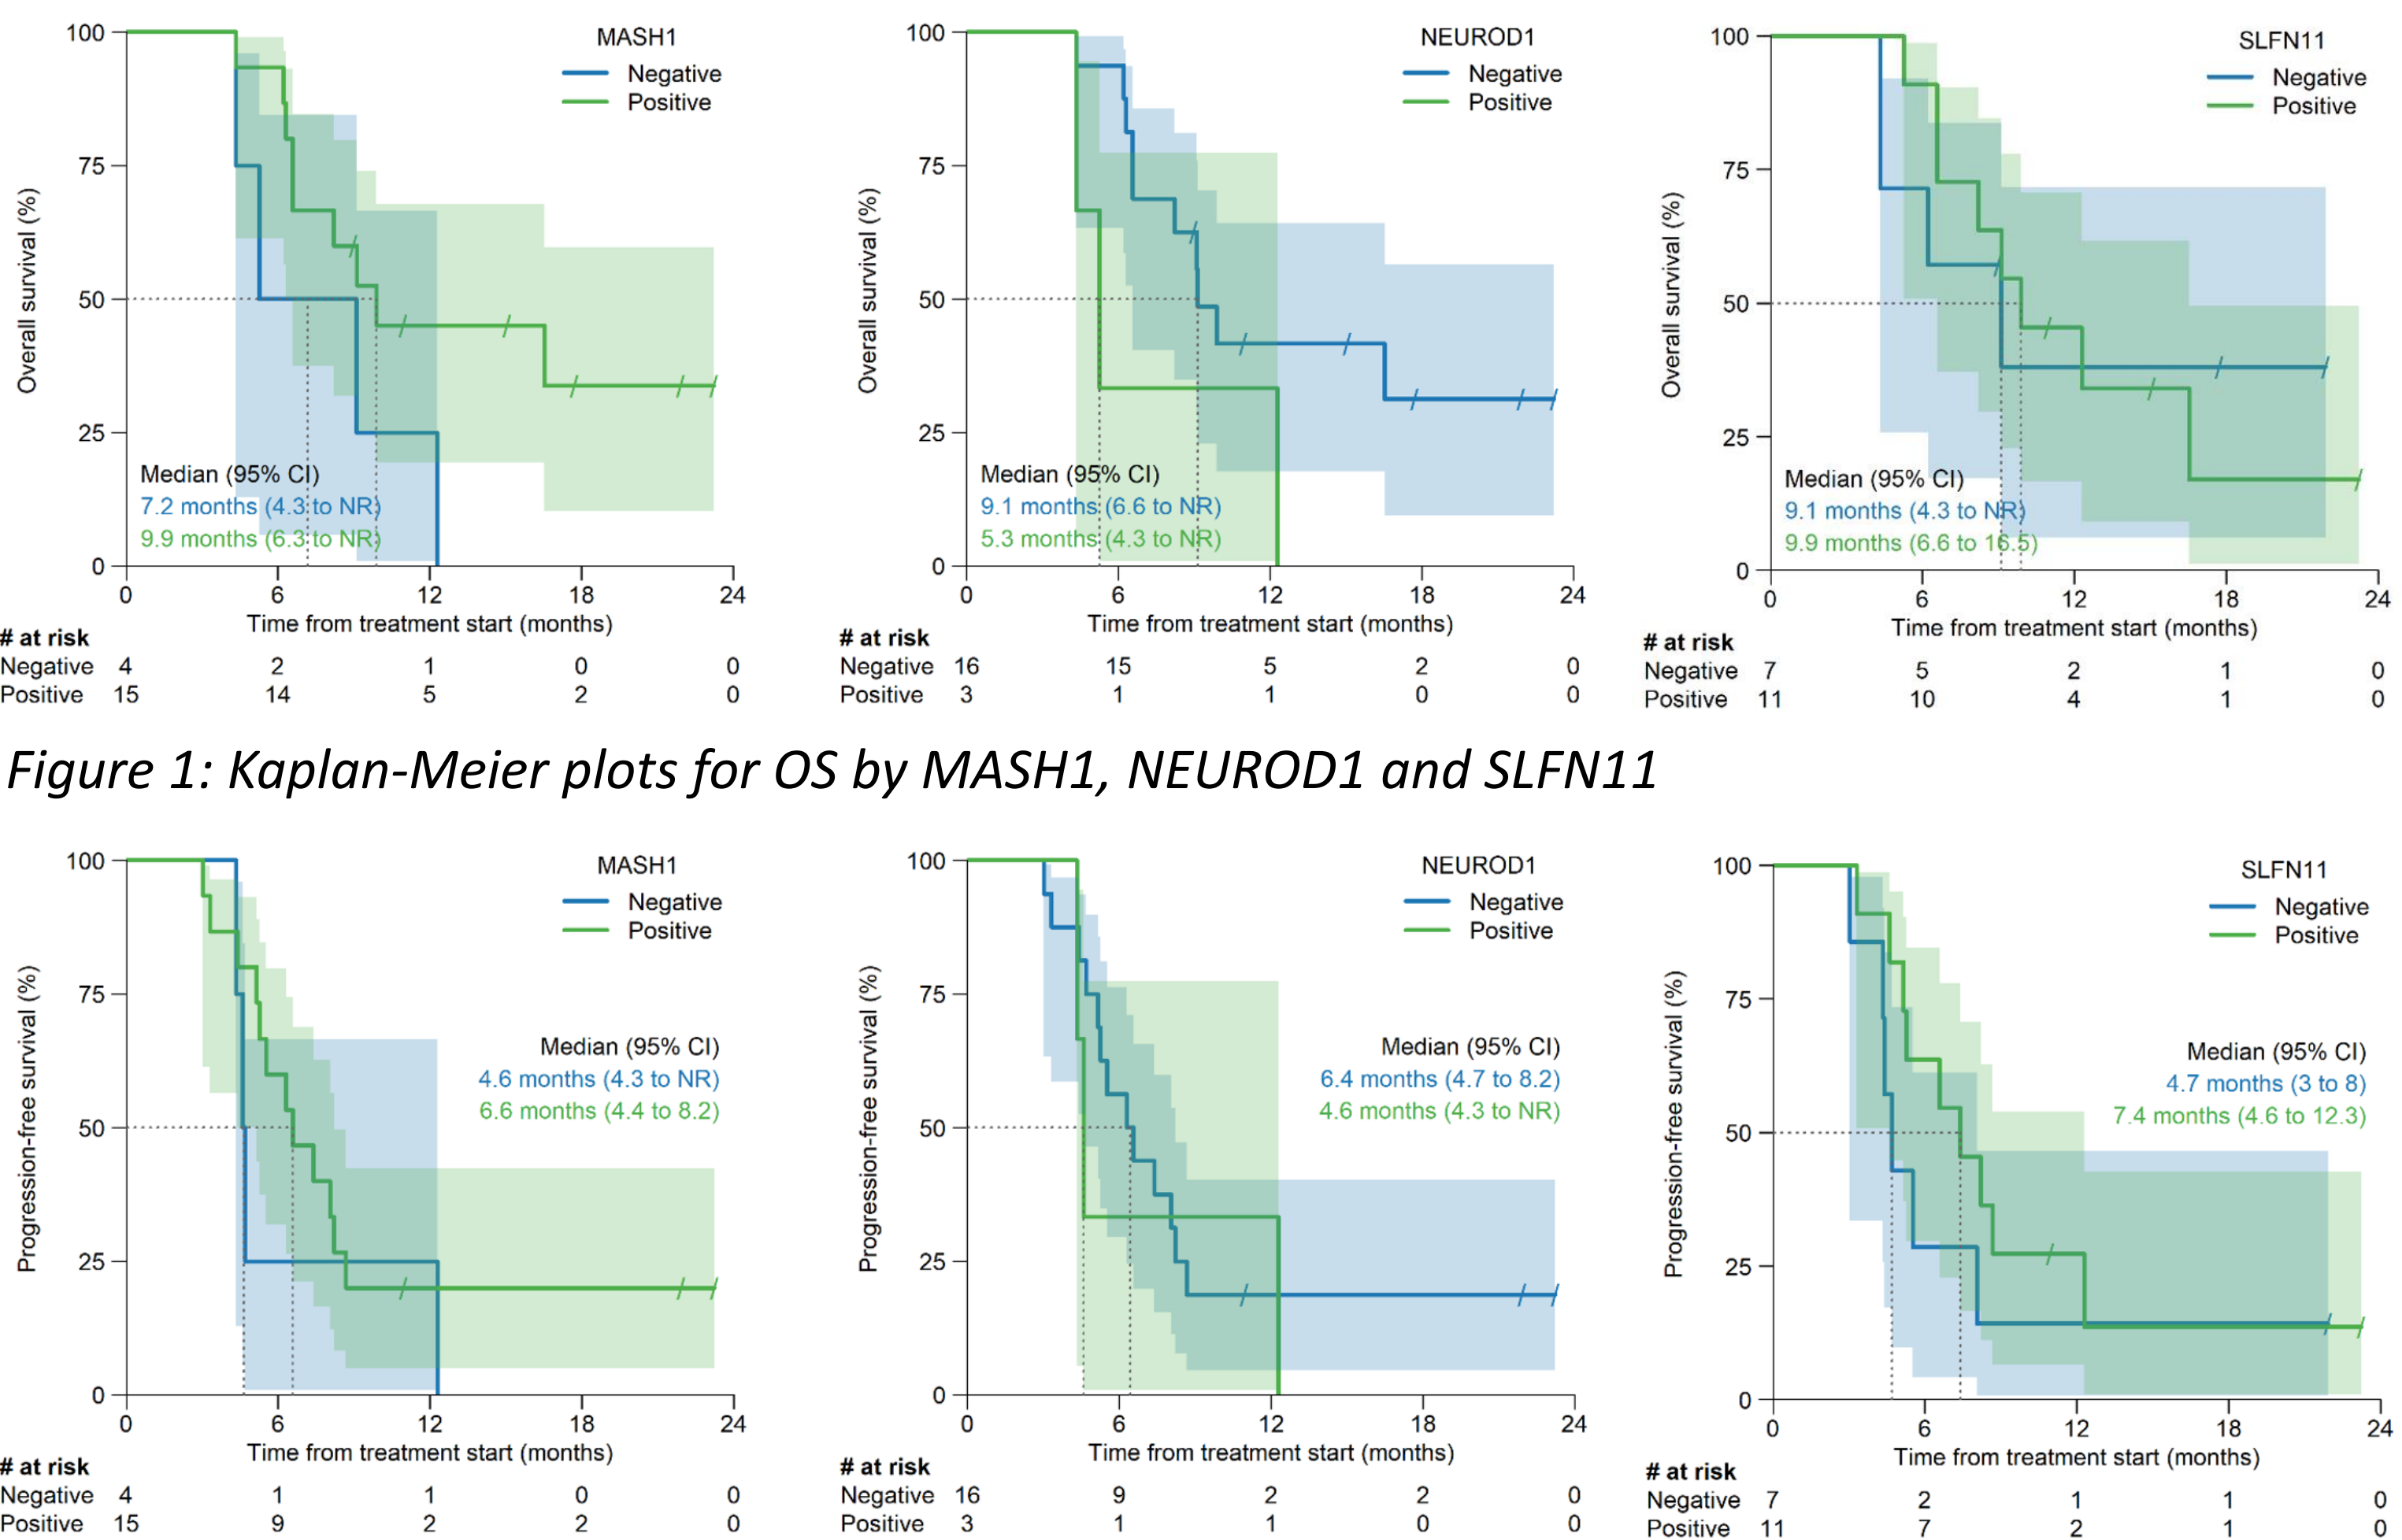 MASH1
Negative
Positive
100
75
50
25
0
Overall survival (%)
Median (95% CI)
7.2 months (4.3 to NR)
9.9 months (6.3 to NR)
0 6 12 18 24
Time from treatment start (months)
# at risk
Negative 4 2 1 0 0
Positive 15 14 5 2 0
NEUROD1
Negative
Positive
100
75
50
25
0
Overall survival (%)
Median (95% CI)
9.1 months (6.6 to NR)
5.3 months (4.3 to NR)
0 6 12 18 24
Time from treatment start (months)
# at risk
Negative 16 15 5 2 0
Positive 3 1 1 0 0
SLFN11
Negative
Positive
100
75
50
25
0
Overall survival (%)
Median (95% CI)
9.1 months (4.3 to NR)
9.9 months (6.6 to 16.5)
0 6 12 18 24
Time from treatment start (months)
# at risk
Negative 7 5 2 1 0
Positive 11 10 4 1 0
Figure 1: Kaplan-Meier plots for OS by MASH1, NEUROD1 and SLFN11
MASH1
Negative
Positive
100
75
50
25
0
Progression-free survival (%)
Median (95% CI)
4.6 months (4.3 to NR)
6.6 months (4.4 to 8.2)
0 6 12 18 24
Time from treatment start (months)
# at risk
Negative 4 1 1 0 0
Positive 15 9 2 2 0
NEUROD1
Negative
Positive
100
75
50
25
0
Progression-free survival (%)
Median (95% CI)
6.4 months (4.7 to 8.2)
4.6 months (4.3 to NR)
0 6 12 18 24
Time from treatment start (months)
# at risk
Negative 16 9 2 2 0
Positive 3 1 1 0 0
SLFN11
Negative
Positive
100
75
50
25
0
Progression-free survival (%)
Median (95% CI)
4.7 months (3 to 8)
7.4 months (4.6 to 12.3)
0 6 12 18 24
Time from treatment start (months)
# at risk
Negative 7 2 1 1 0
Positive 11 7 2 1 0